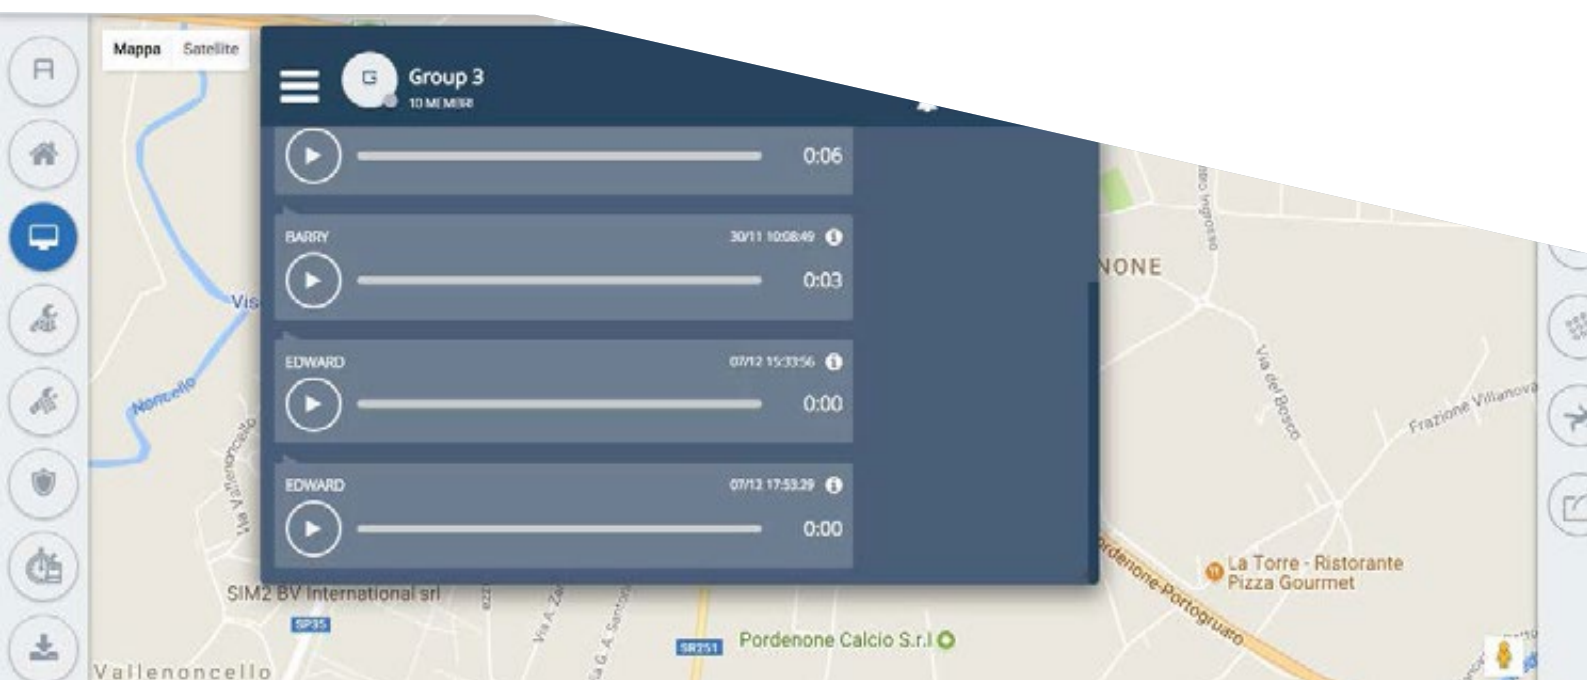 Mappa Satellite
G
Group 3
10 MEMBRI
0:06
BARRY 30/11 10:08:49
0:03
EDWARD 07/12 15:33:56
0:00
EDWARD 07/12 17:53:29
0:00
NONE
Vis
Noncello
Via Vallenoncello
Via del Bosco
Frazione Villanova
SIM2 BV International srl
SP35
Via A. Za
a G. A. Santor
SR251
Pordenone Calcio S.r.l
ordenone-Portogruaro
La Torre - Ristorante
Pizza Gourmet
Vallenoncello